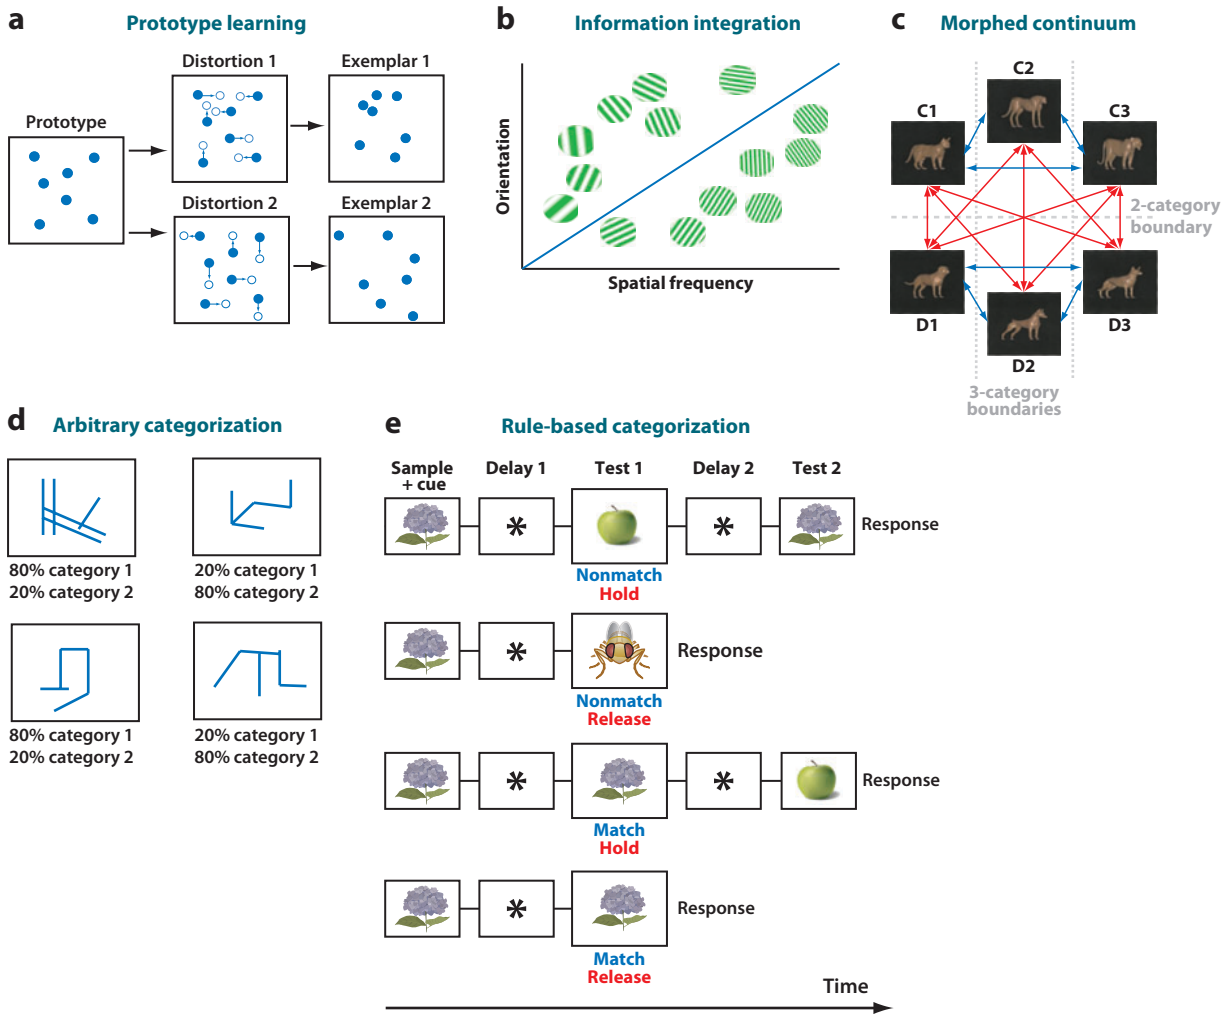 a Prototype learning
Distortion 1
Exemplar 1
Prototype
Distortion 2
Exemplar 2
b Information integration
Orientation
Spatial frequency
c Morphed continuum
C2
C1
C3
2-category
boundary
D1
D3
D2
3-category
boundaries
d Arbitrary categorization
80% category 1
20% category 2
20% category 1
80% category 2
80% category 1
20% category 2
20% category 1
80% category 2
e Rule-based categorization
Sample
+ cue
Delay 1
Test 1
Delay 2
Test 2
*
*
Response
Nonmatch
Hold
*
Response
Nonmatch
Release
*
*
Response
Match
Hold
*
Response
Match
Release
Time